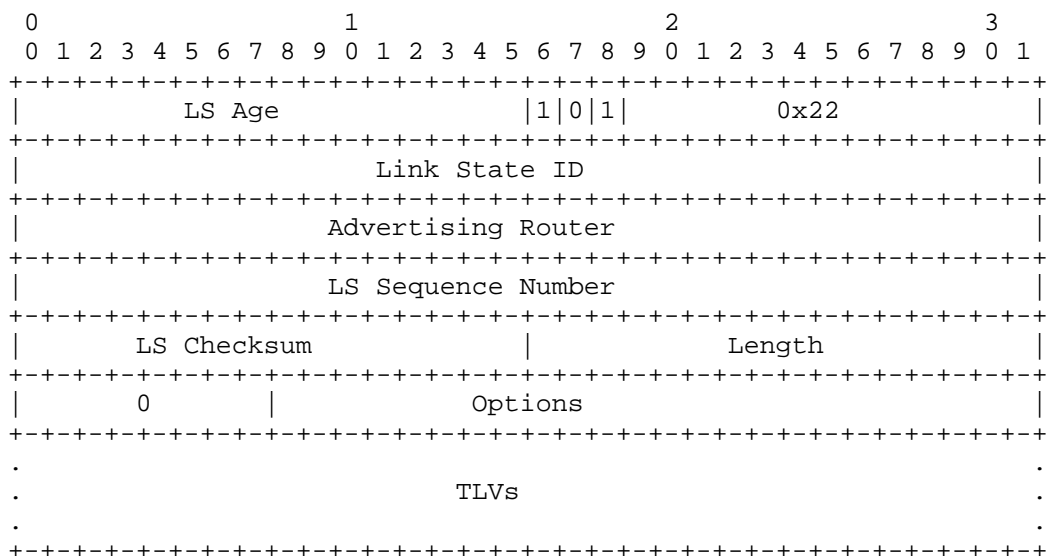 0                   1                   2                   3
 0 1 2 3 4 5 6 7 8 9 0 1 2 3 4 5 6 7 8 9 0 1 2 3 4 5 6 7 8 9 0 1
+-+-+-+-+-+-+-+-+-+-+-+-+-+-+-+-+-+-+-+-+-+-+-+-+-+-+-+-+-+-+-+-+
|          LS Age               |1|0|1|         0x22            |
+-+-+-+-+-+-+-+-+-+-+-+-+-+-+-+-+-+-+-+-+-+-+-+-+-+-+-+-+-+-+-+-+
|                      Link State ID                            |
+-+-+-+-+-+-+-+-+-+-+-+-+-+-+-+-+-+-+-+-+-+-+-+-+-+-+-+-+-+-+-+-+
|                   Advertising Router                          |
+-+-+-+-+-+-+-+-+-+-+-+-+-+-+-+-+-+-+-+-+-+-+-+-+-+-+-+-+-+-+-+-+
|                   LS Sequence Number                          |
+-+-+-+-+-+-+-+-+-+-+-+-+-+-+-+-+-+-+-+-+-+-+-+-+-+-+-+-+-+-+-+-+
|       LS Checksum             |            Length             |
+-+-+-+-+-+-+-+-+-+-+-+-+-+-+-+-+-+-+-+-+-+-+-+-+-+-+-+-+-+-+-+-+
|       0       |            Options                            |
+-+-+-+-+-+-+-+-+-+-+-+-+-+-+-+-+-+-+-+-+-+-+-+-+-+-+-+-+-+-+-+-+
.                                                               .
.                           TLVs                                .
.                                                               .
+-+-+-+-+-+-+-+-+-+-+-+-+-+-+-+-+-+-+-+-+-+-+-+-+-+-+-+-+-+-+-+-+